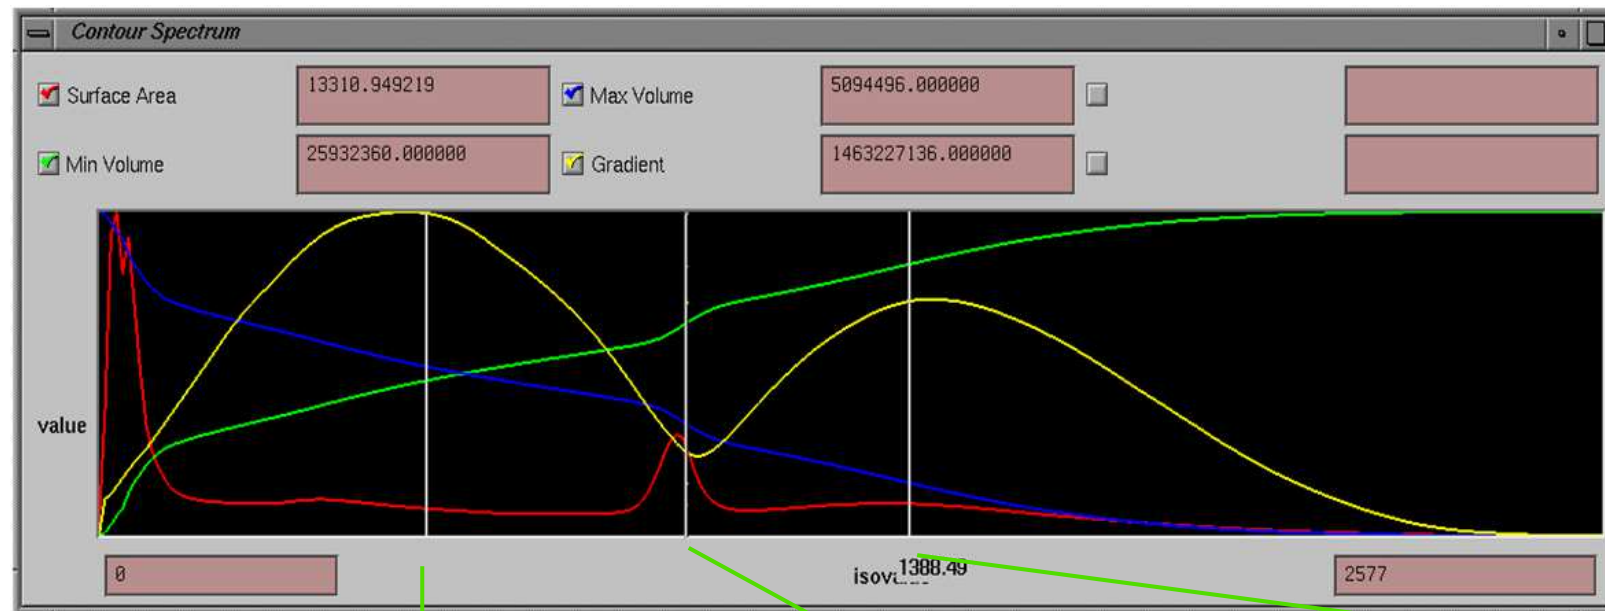 Contour Spectrum
Surface Area 13310.949219 Max Volume 5094496.000000
Min Volume 25932360.000000 Gradient 1463227136.000000
value
0 1388.49 2577